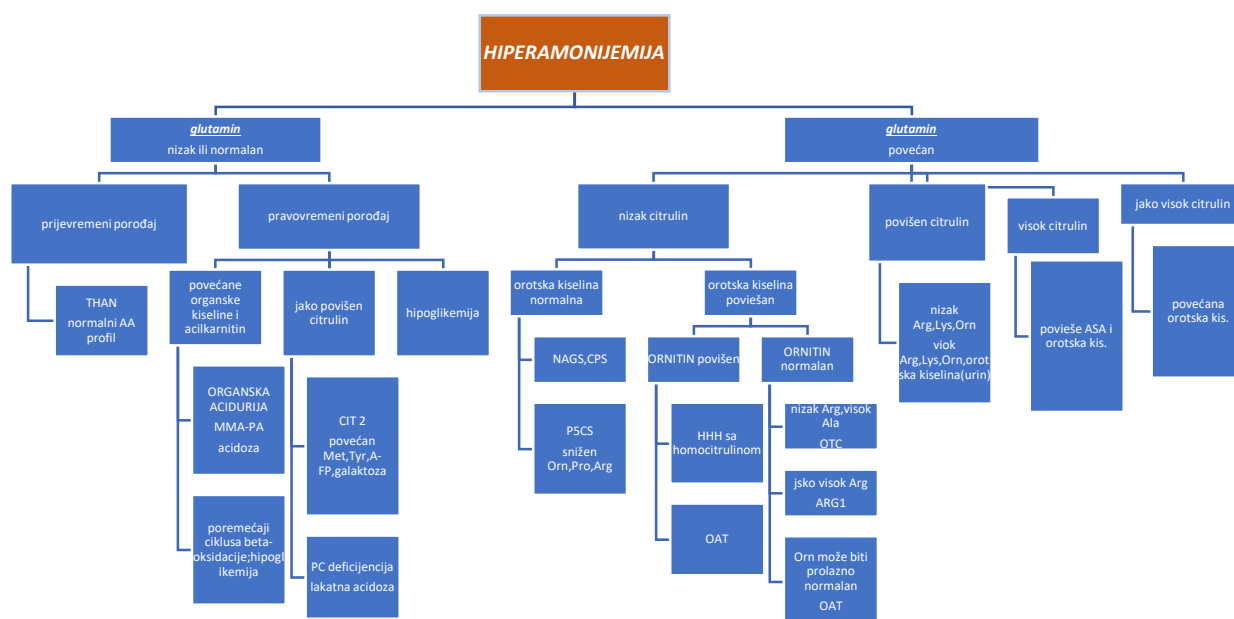 HIPERAMONIJEMIJA
glutamin
nizak ili normalan
prijevremeni porođaj
THAN
normalni AA
profil
pravovremeni porođaj
povećane
organske
kiseline i
acilkarnitin
ORGANSKA
ACIDURIJA
MMA-PA
acidoza
poremećaji
ciklusa beta-
oksidacije;hipogl
ikemija
jako povišen
citrulin
CIT 2
povećan
Met,Tyr,A-
FP,galaktoza
PC deficijencija
lakatna acidoza
hipoglikemija
glutamin
povećan
nizak citrulin
orotska kiselina
normalna
NAGS,CPS
P5CS
snižen
Orn,Pro,Arg
orotska kiselina
poviešan
ORNITIN povišen
HHH sa
homocitrulinom
OAT
ORNITIN
normalan
nizak Arg,visok
Ala
OTC
jsko visok Arg
ARG1
Orn može biti
prolazno
normalan
OAT
povišen citrulin
nizak
Arg,Lys,Orn
viok
Arg,Lys,Orn,orot
ska kiselina(urin)
visok citrulin
povieše ASA i
orotska kis.
jako visok citrulin
povećana
orotska kis.